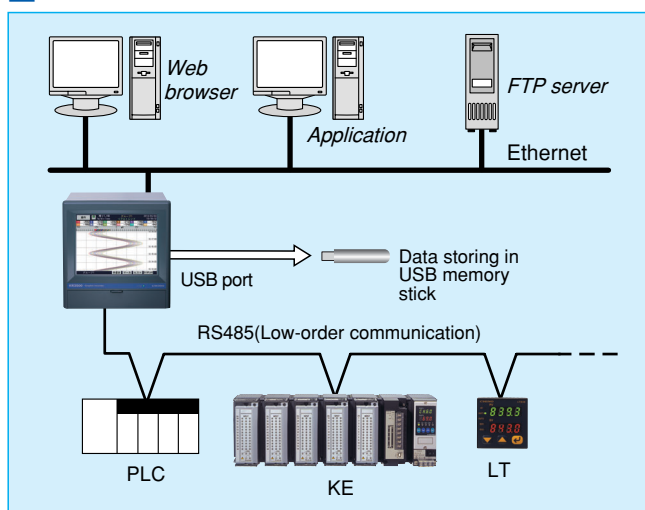 Web
browser
Application
FTP server
Ethernet
USB port
Data storing in
USB memory
stick
RS485(Low-order communication)
PLC
KE
LT